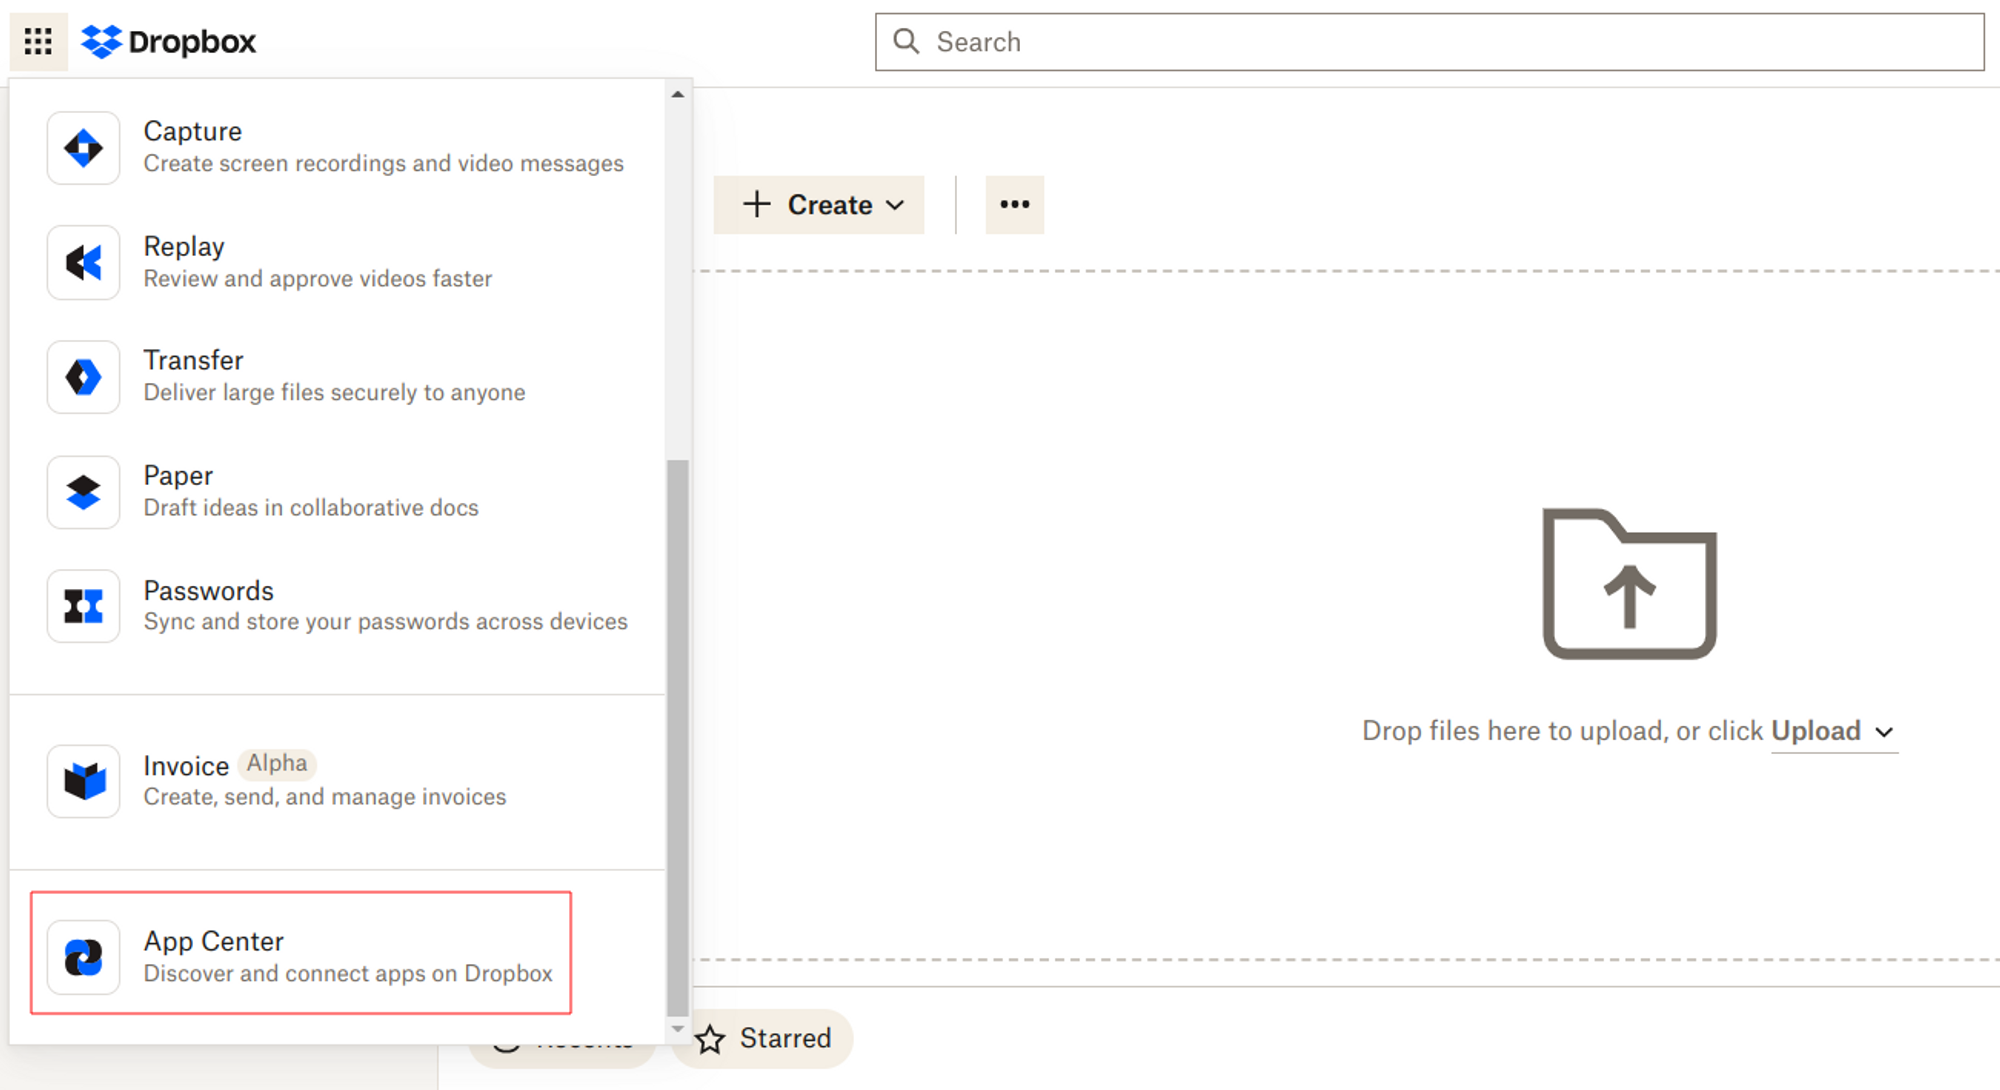 Dropbox
Search
Capture
Create screen recordings and video messages
Replay
Review and approve videos faster
Transfer
Deliver large files securely to anyone
Paper
Draft ideas in collaborative docs
Passwords
Sync and store your passwords across devices
Invoice Alpha
Create, send, and manage invoices
App Center
Discover and connect apps on Dropbox
Create
Drop files here to upload, or click Upload
Starred